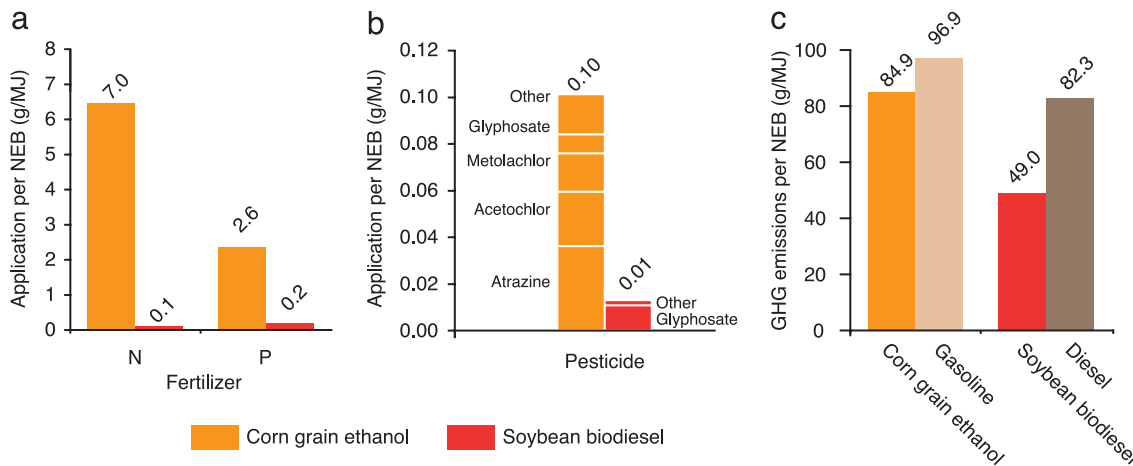 a
Application per NEB (g/MJ)
8
7
6
5
4
3
2
1
0
7.0
0.1
2.6
0.2
N
P
Fertilizer
b
Application per NEB (g/MJ)
0.12
0.10
0.08
0.06
0.04
0.02
0.00
0.10
Other
Glyphosate
Metolachlor
Acetochlor
Atrazine
0.01
Other
Glyphosate
Pesticide
c
GHG emissions per NEB (g/MJ)
100
80
60
40
20
0
84.9
96.9
49.0
82.3
Corn grain ethanol
Gasoline
Soybean biodiesel
Diesel
Corn grain ethanol
Soybean biodiesel